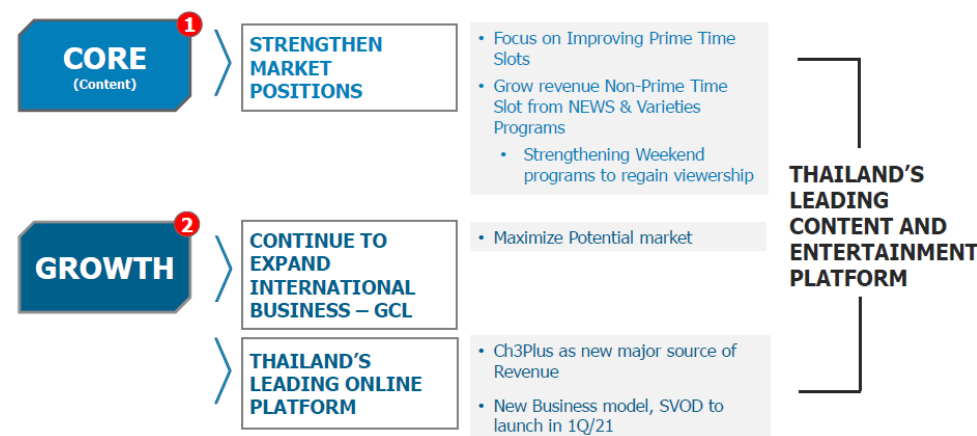 1
CORE
(Content)
STRENGTHEN
MARKET
POSITIONS
• Focus on Improving Prime Time
Slots
• Grow revenue Non-Prime Time
Slot from NEWS & Varieties
Programs
• Strengthening Weekend
programs to regain viewership
2
GROWTH
CONTINUE TO
EXPAND
INTERNATIONAL
BUSINESS – GCL
• Maximize Potential market
THAILAND'S
LEADING ONLINE
PLATFORM
• Ch3Plus as new major source of
Revenue
• New Business model, SVOD to
launch in 1Q/21
THAILAND'S
LEADING
CONTENT AND
ENTERTAINMENT
PLATFORM